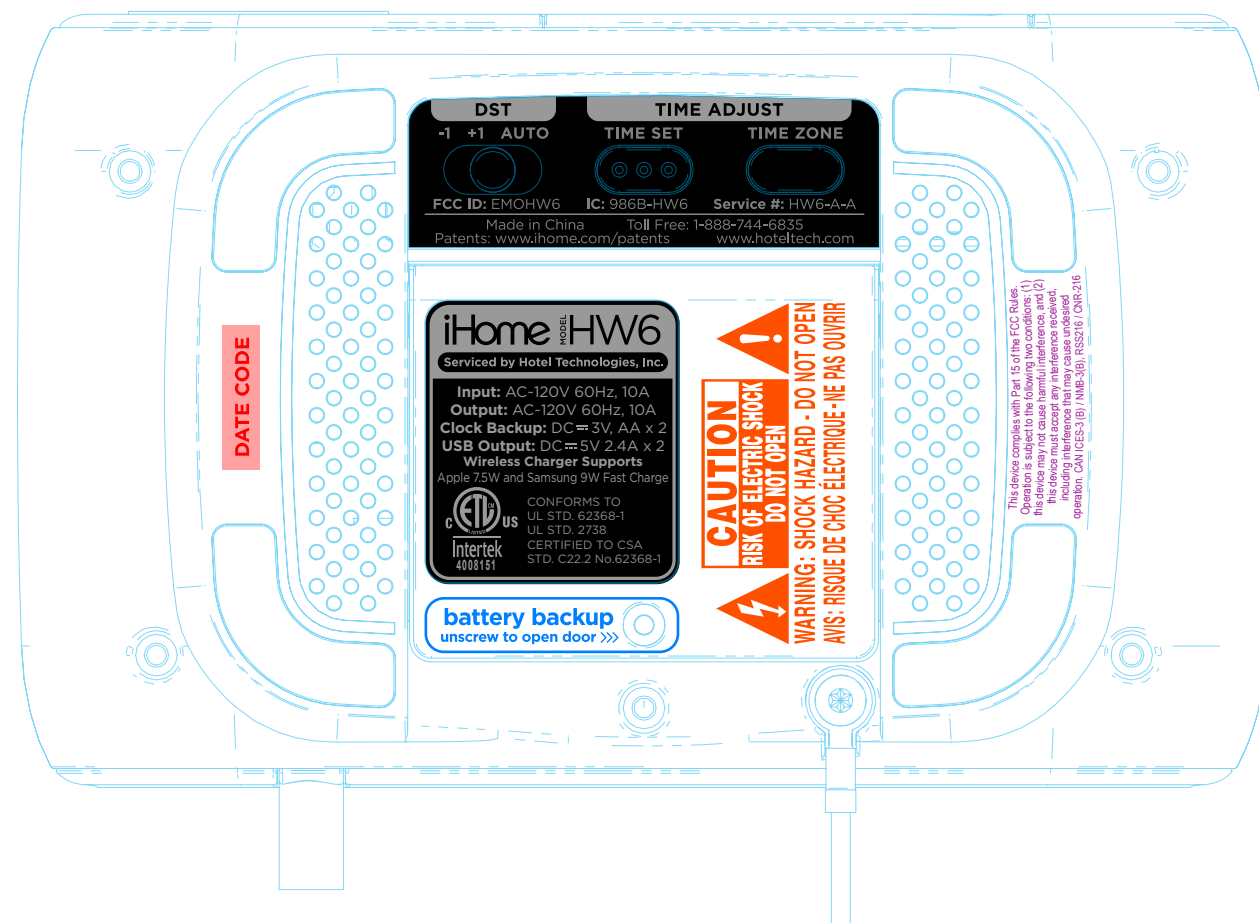 DST TIME ADJUST
-1 +1 AUTO TIME SET TIME ZONE
FCC ID: EMOHW6 IC: 986B-HW6 Service #: HW6-A-A
Made in China Toll Free: 1-888-744-6835
Patents: www.ihome.com/patents www.hoteltech.com
DATE CODE
iHome MODEL HW6
Serviced by Hotel Technologies, Inc.
Input: AC-120V 60Hz, 10A
Output: AC-120V 60Hz, 10A
Clock Backup: DC⎓3V, AA x 2
USB Output: DC⎓5V 2.4A x 2
Wireless Charger Supports
Apple 7.5W and Samsung 9W Fast Charge
C ETL CM LISTED US
Intertek
4008151
CONFORMS TO
UL STD. 62368-1
UL STD. 2738
CERTIFIED TO CSA
STD. C22.2 No.62368-1
battery backup
unscrew to open door >>>
CAUTION
RISK OF ELECTRIC SHOCK
DO NOT OPEN
WARNING: SHOCK HAZARD - DO NOT OPEN
AVIS: RISQUE DE CHOC ÉLECTRIQUE-NE PAS OUVRIR
This device complies with Part 15 of the FCC Rules.
Operation is subject to the following two conditions: (1)
this device may not cause harmful interference, and (2)
this device must accept any interference received,
including interference that may cause undesired
operation. CAN ICES-3 (B) / NMB-3(B), RSS216 / CNR-216